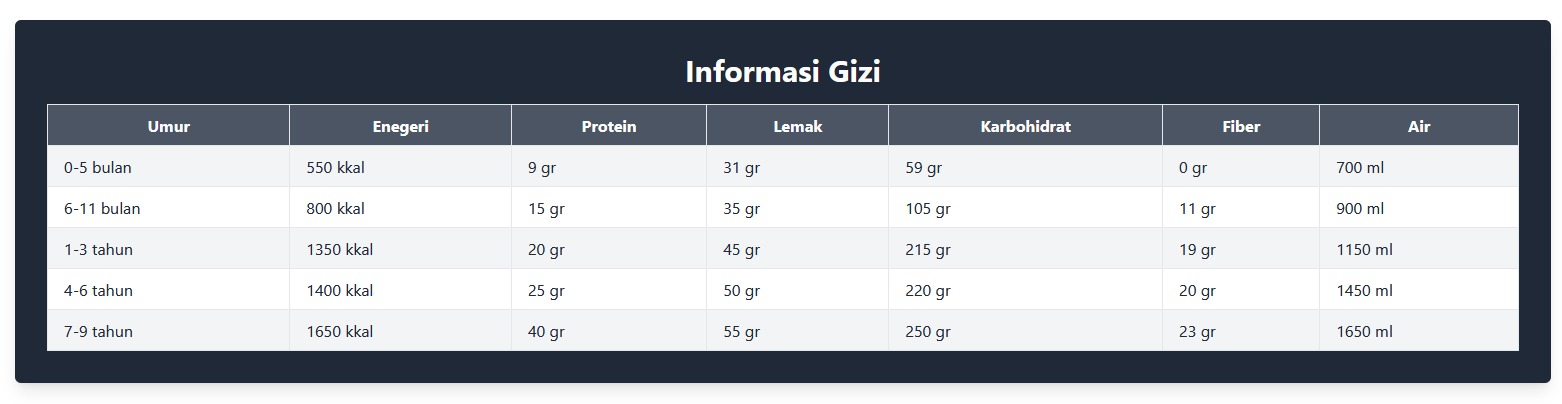 Informasi Gizi
Umur Enegeri Protein Lemak Karbohidrat Fiber Air
0-5 bulan 550 kkal 9 gr 31 gr 59 gr 0 gr 700 ml
6-11 bulan 800 kkal 15 gr 35 gr 105 gr 11 gr 900 ml
1-3 tahun 1350 kkal 20 gr 45 gr 215 gr 19 gr 1150 ml
4-6 tahun 1400 kkal 25 gr 50 gr 220 gr 20 gr 1450 ml
7-9 tahun 1650 kkal 40 gr 55 gr 250 gr 23 gr 1650 ml